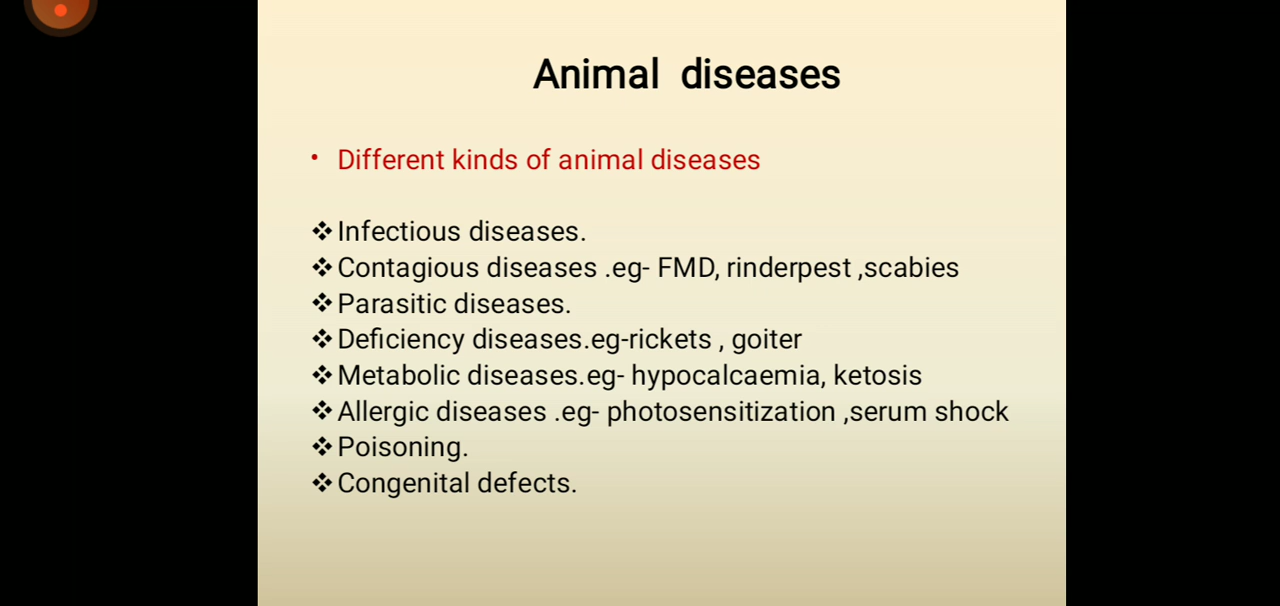 Animal diseases
• Different kinds of animal diseases
❖Infectious diseases.
❖Contagious diseases .eg- FMD, rinderpest ,scabies
❖Parasitic diseases.
❖Deficiency diseases.eg-rickets , goiter
❖Metabolic diseases.eg- hypocalcaemia, ketosis
❖Allergic diseases .eg- photosensitization ,serum shock
❖Poisoning.
❖Congenital defects.